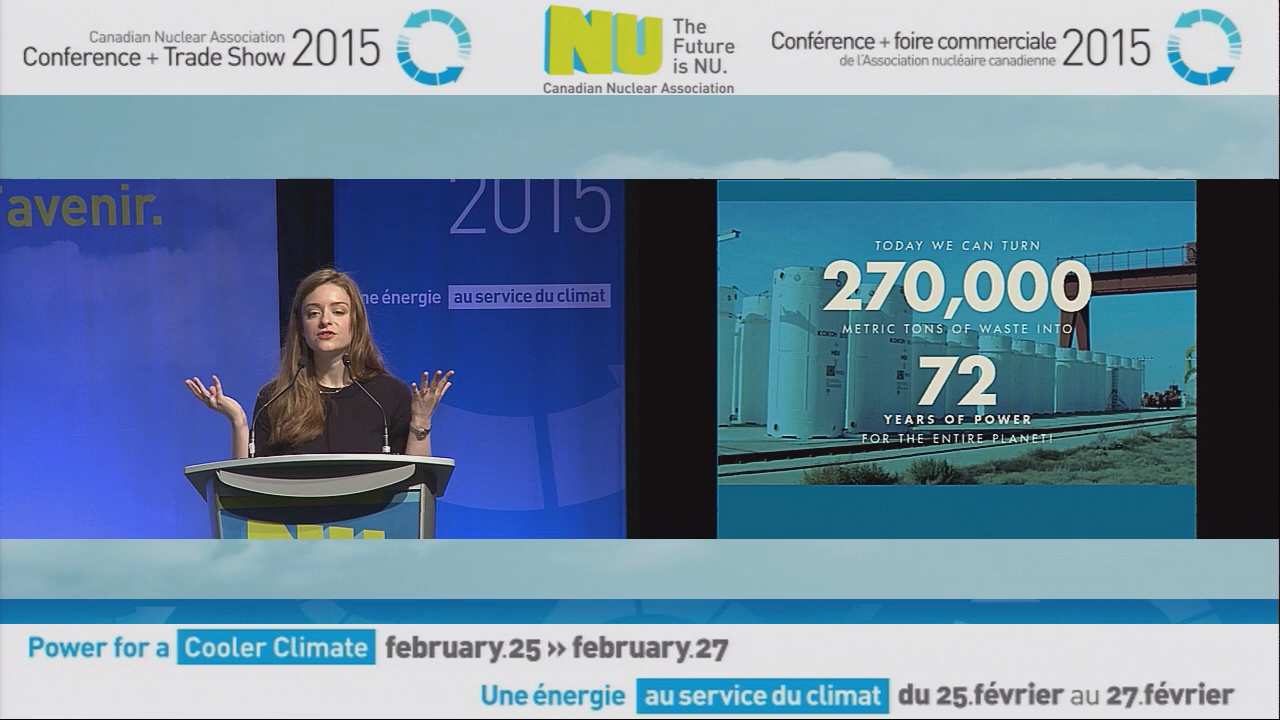 Canadian Nuclear Association
Conference + Trade Show 2015
NU
The
Future
is NU.
Canadian Nuclear Association
Conférence + foire commerciale 2015
de l'Association nucléaire canadienne
l'avenir.
2015
ne énergie au service du climat
NU
TODAY WE CAN TURN
270,000
METRIC TONS OF WASTE INTO
72
YEARS OF POWER
FOR THE ENTIRE PLANET!
Power for a Cooler Climate february.25 >> february.27
Une énergie au service du climat du 25.février au 27.février